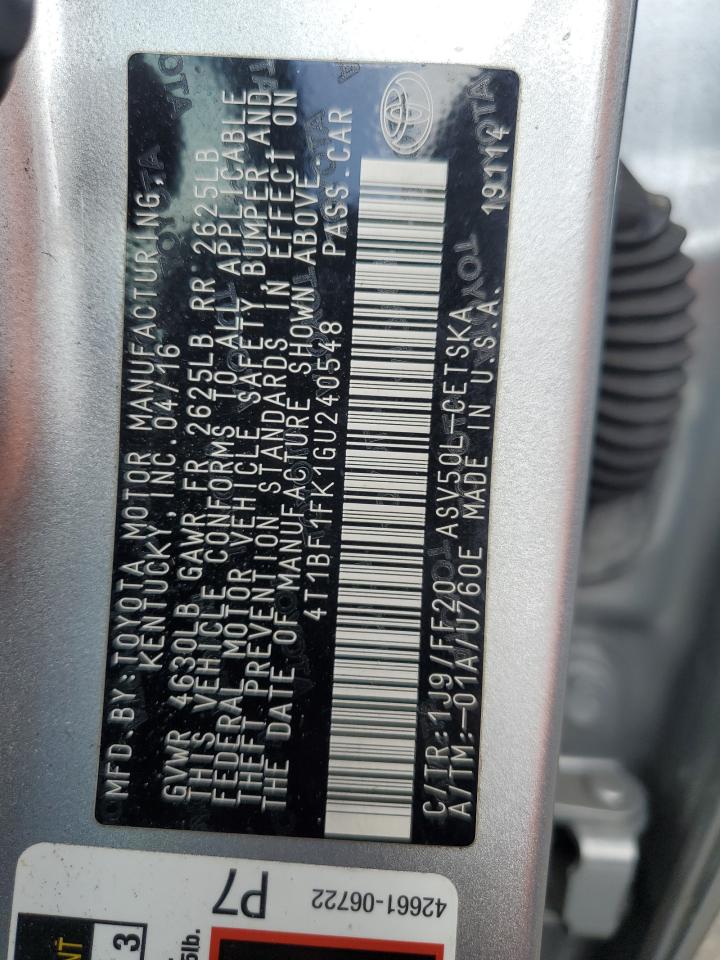 MFD.BY:TOYOTA MOTOR MANUFACTURING,
KENTUCKY, INC. 04/16
GVWR 4630LB GAWR FR 2625LB RR 2625LB
THIS VEHICLE CONFORMS TO ALL APPLICABLE
FEDERAL MOTOR VEHICLE SAFETY, BUMPER AND
THEFT PREVENTION STANDARDS IN EFFECT ON
THE DATE OF MANUFACTURE SHOWN ABOVE.
4T1BF1FK1GU240548 PASS.CAR
C/TR:1J9/FF20 ASV50L-CETSKA
A/TM:-01A/U760E MADE IN U.S.A.
TOYOTA
P7
42661-06722
3